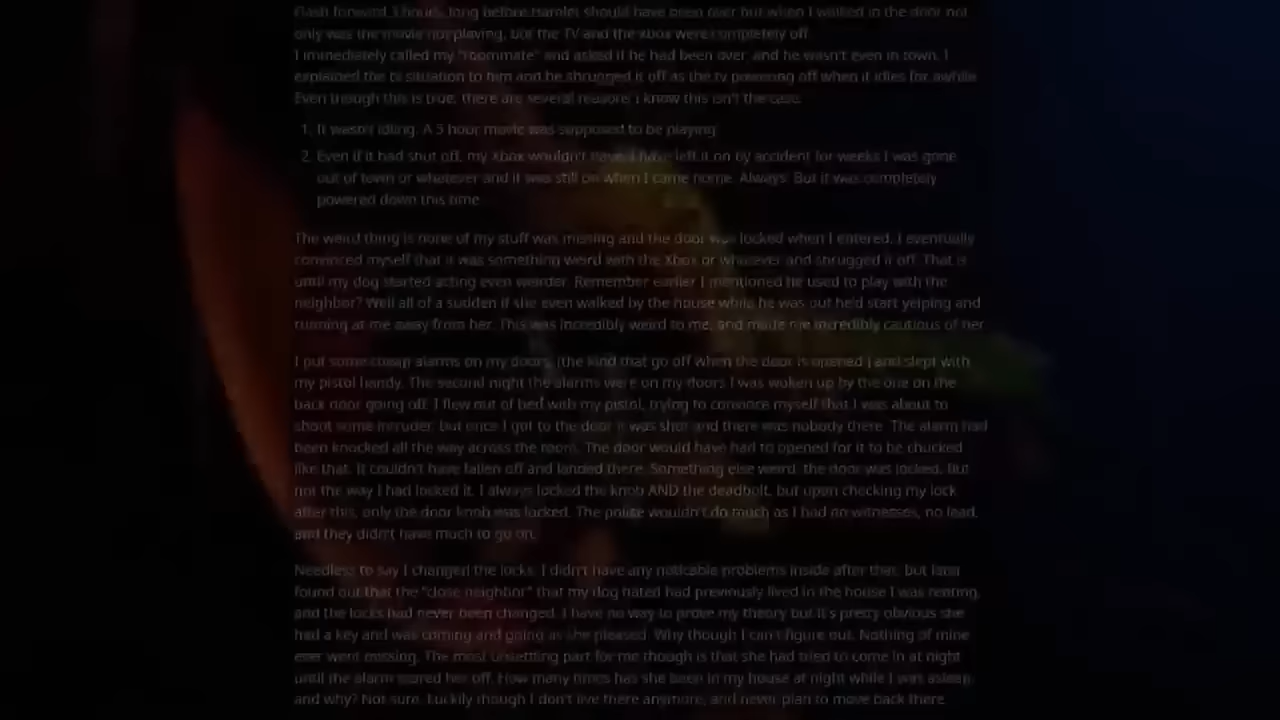 flash forward 3 hours, long before Hamlet should have been over but when I walked in the door not
only was the movie not playing, but the TV and the xbox were completely off.
I immediately called my "roommate" and asked if he had been over, and he wasn't even in town. I
explained the tv situation to him and he shrugged it off as the tv powering off when it idles for awhile.
Even though this is true, there are several reasons I know this isn't the case.
1. It wasn't idling. A 5 hour movie was supposed to be playing
2. Even if it had shut off, my Xbox wouldn't have. I have left it on by accident for weeks I was gone
out of town or whatever and it was still on when I came home. Always. But it was completely
powered down this time.
The weird thing is none of my stuff was missing and the door was locked when I entered. I eventually
convinced myself that it was something weird with the Xbox or whatever and shrugged it off. That is
until my dog started acting even weirder. Remember earlier I mentioned he used to play with the
neighbor? Well all of a sudden if she even walked by the house while he was out he'd start yelping and
running at me away from her. This was incredibly weird to me, and made me incredibly cautious of her.
I put some cheap alarms on my doors, (the kind that go off when the door is opened ) and slept with
my pistol handy. The second night the alarms were on my doors I was woken up by the one on the
back door going off. I flew out of bed with my pistol, trying to convince myself that I was about to
shoot some intruder, but once I got to the door it was shut and there was nobody there. The alarm had
been knocked all the way across the room. The door would have had to opened for it to be chucked
like that. It couldn't have fallen off and landed there. Something else weird, the door was locked. But
not the way I had locked it. I always locked the knob AND the deadbolt, but upon checking my lock
after this, only the door knob was locked. The police wouldn't do much as I had no witnesses, no lead,
and they didn't have much to go on.
Needless to say I changed the locks. I didn't have any noticable problems inside after that, but later
found out that the "close neighbor" that my dog hated had previously lived in the house I was renting,
and the locks had never been changed. I have no way to prove my theory but it's pretty obvious she
had a key and was coming and going as she pleased. Why though I can't figure out. Nothing of mine
ever went missing. The most unsettling part for me though is that she had tried to come in at night
until the alarm scared her off. How many times has she been in my house at night while I was asleep,
and why? Not sure. Luckily though I don't live there anymore, and never plan to move back there.